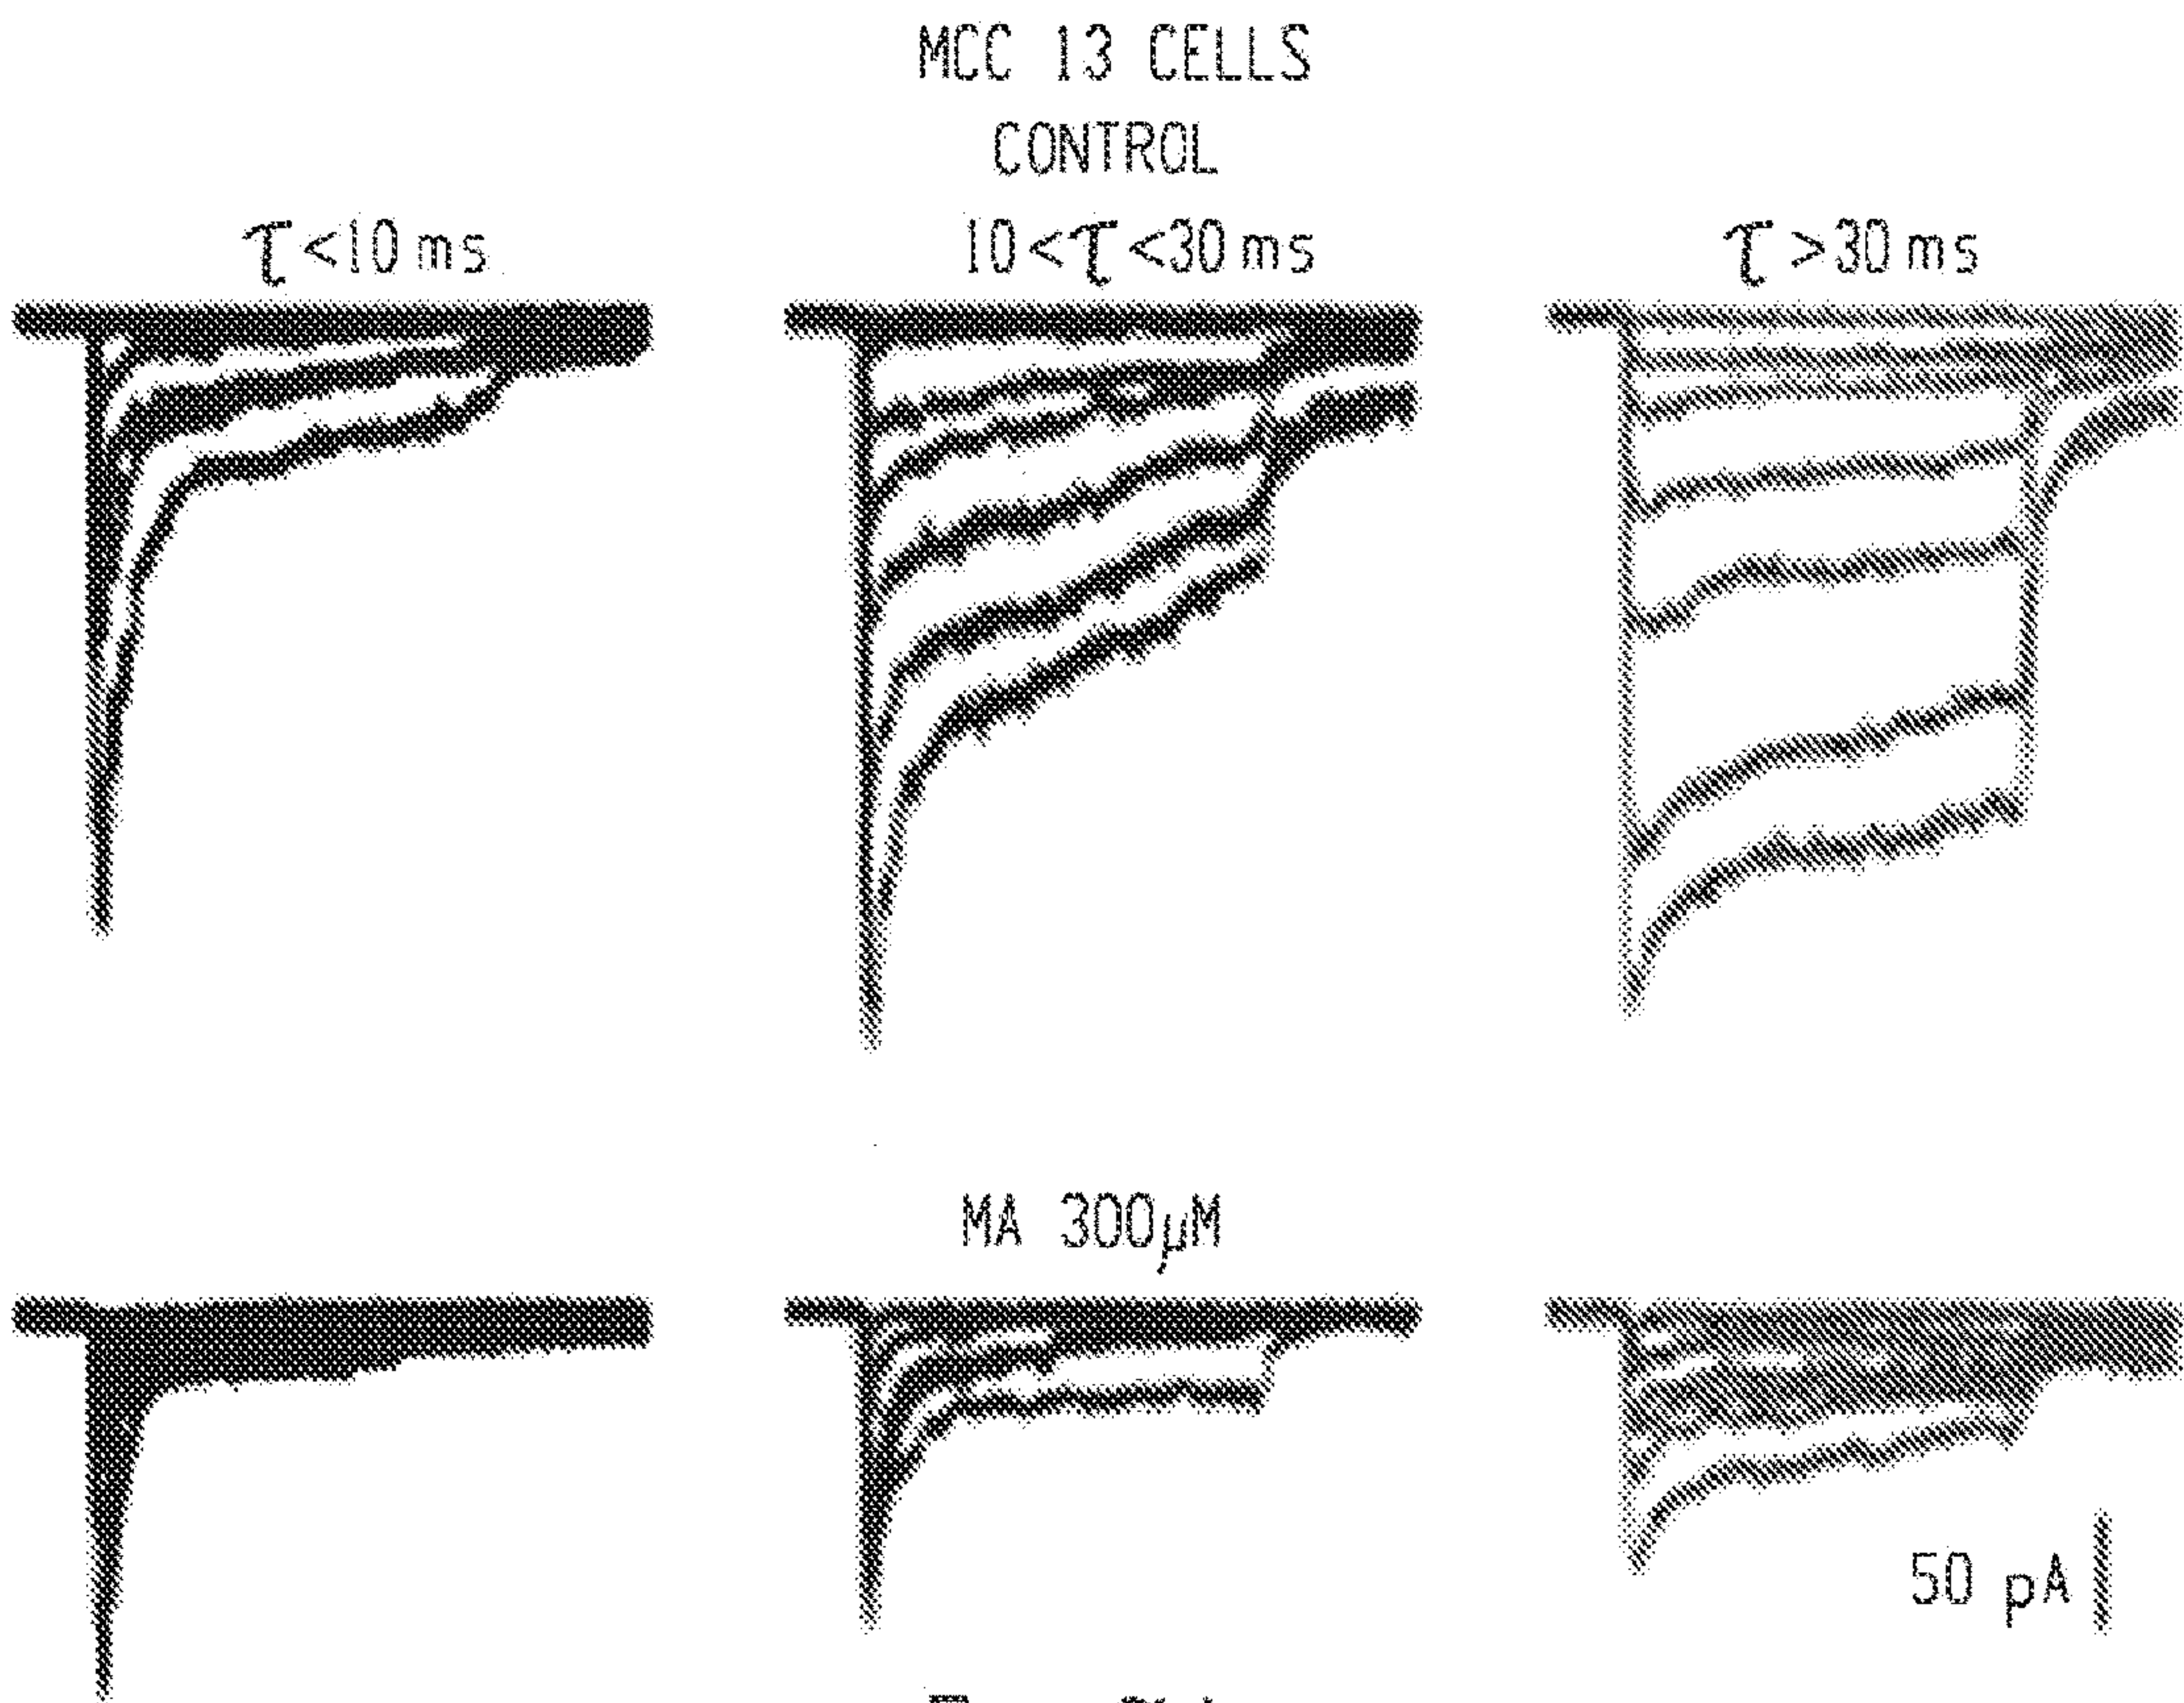 MCC 13 CELLS
CONTROL
τ<10 ms
10<τ<30 ms
τ>30 ms
MA 300µM
50 pA